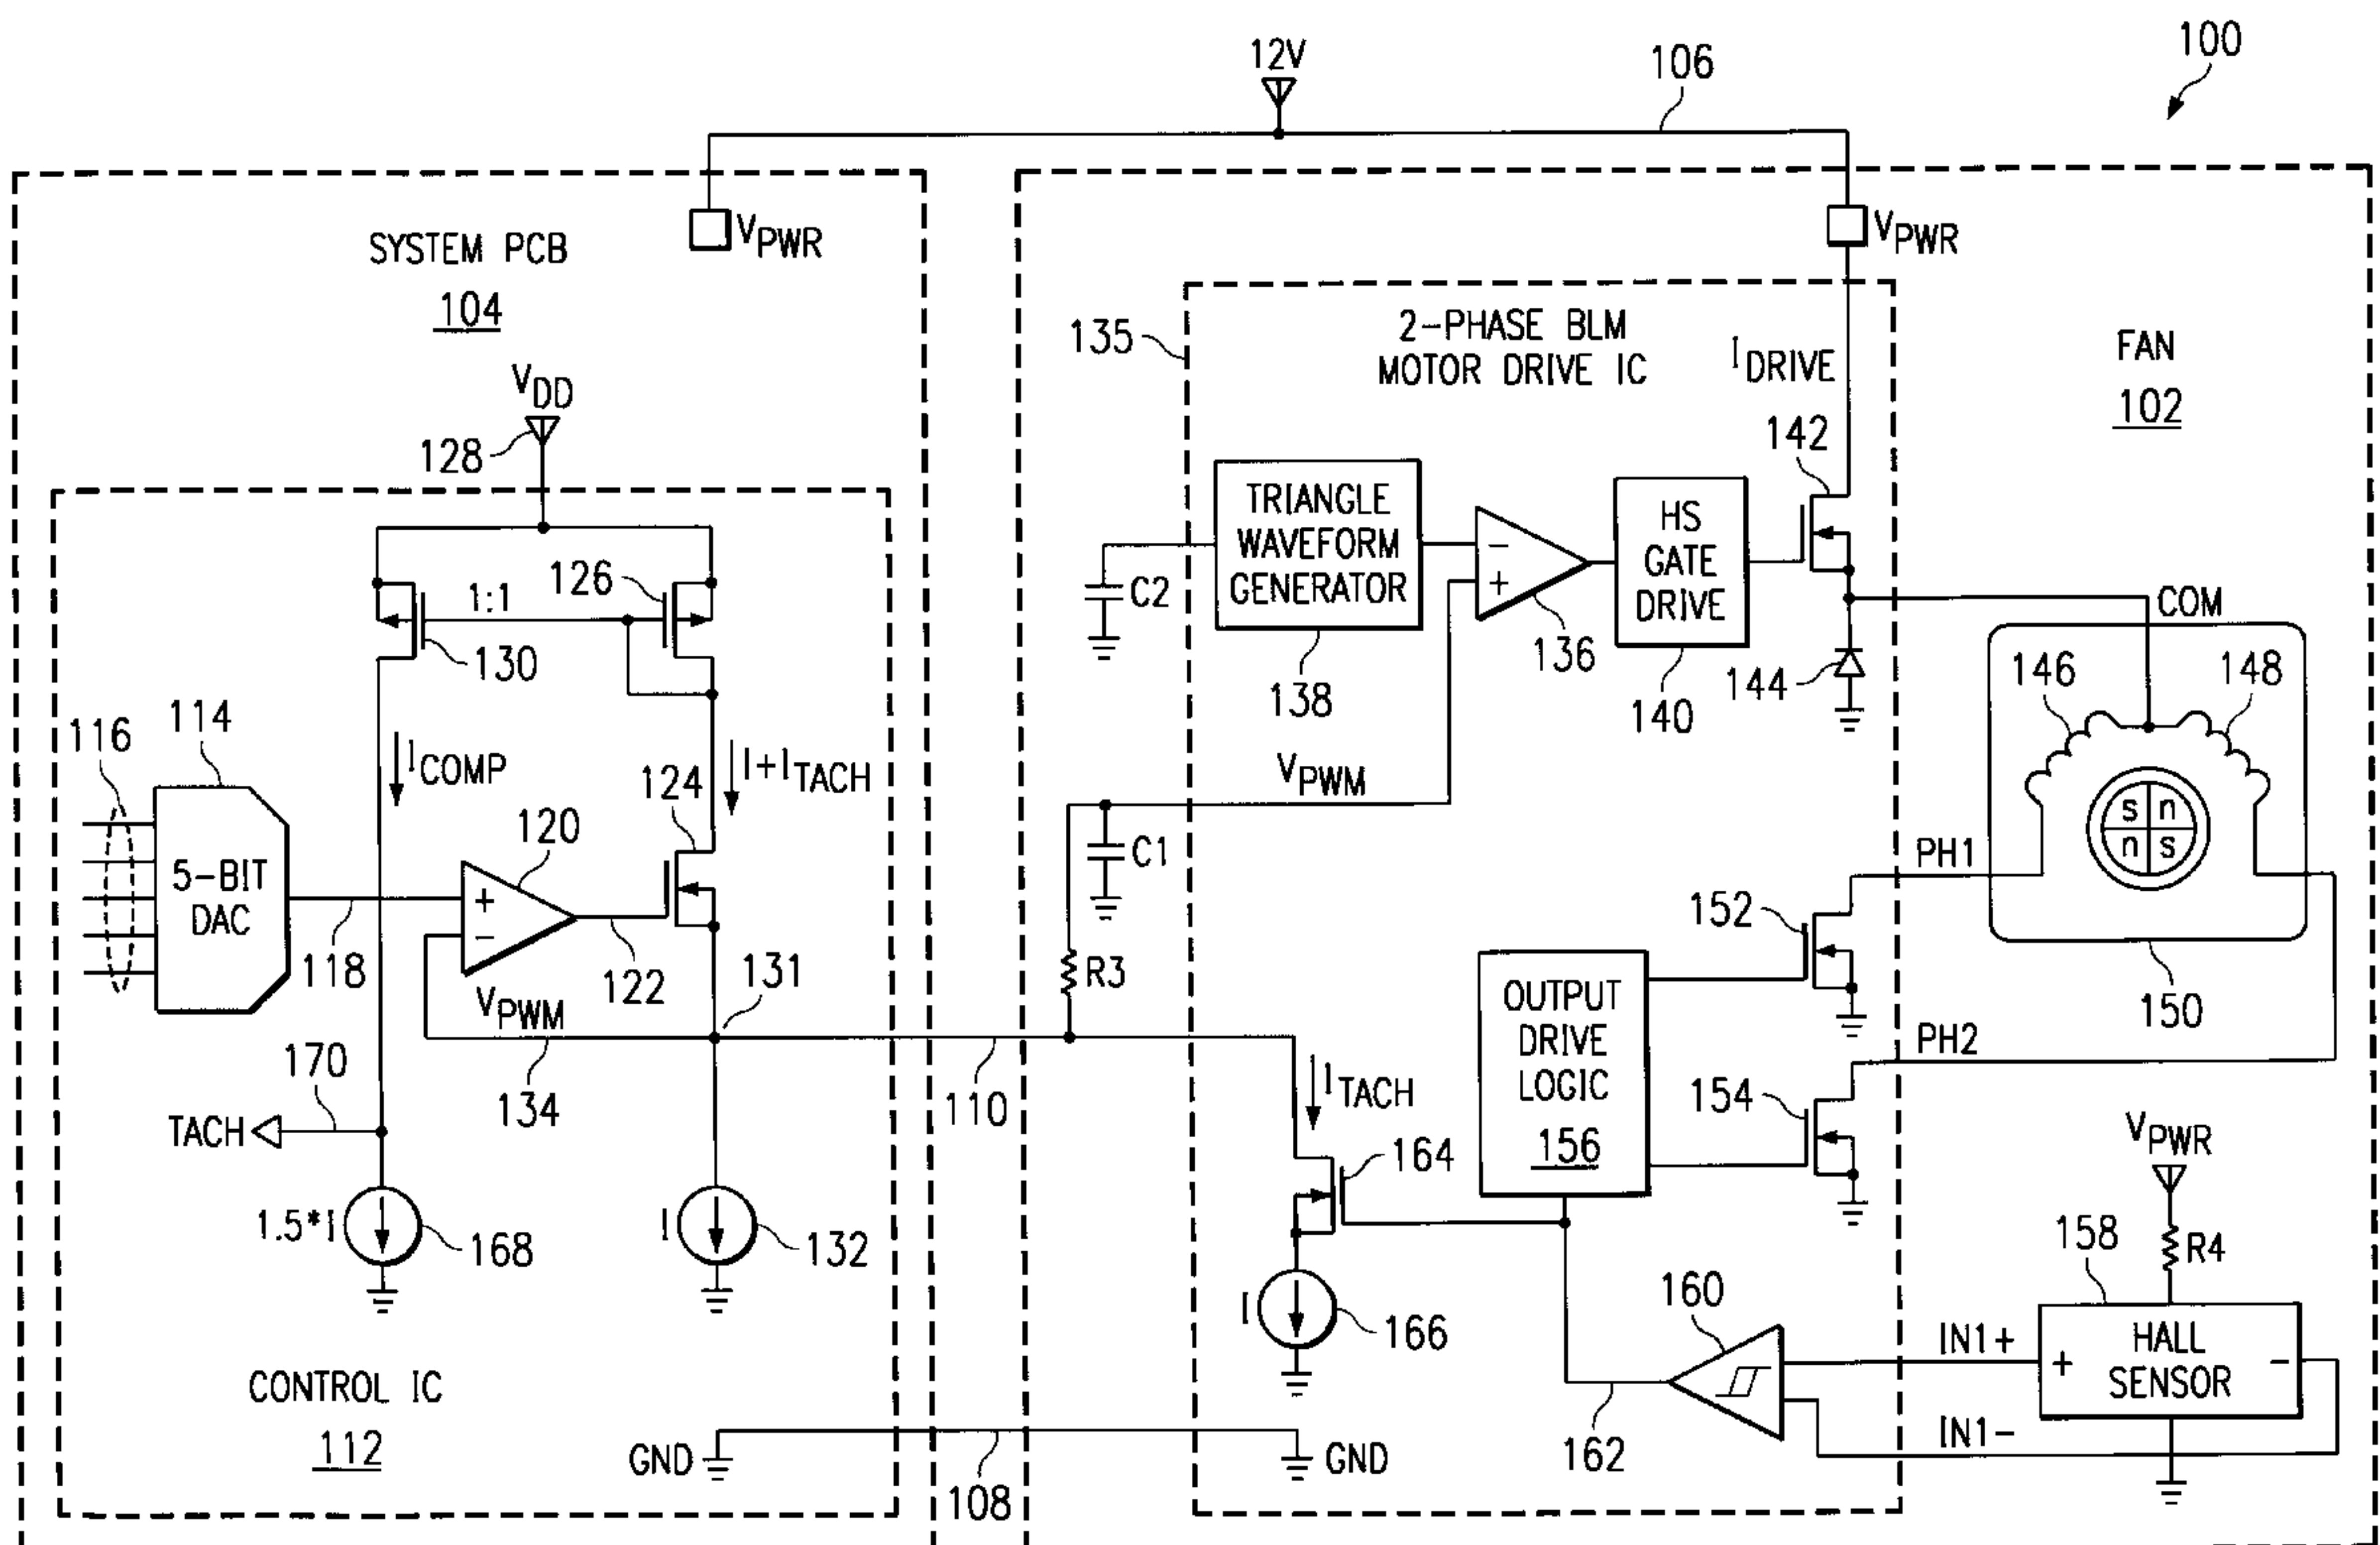 100
12V
106
SYSTEM PCB
104
VPWR
VPWR
135
2-PHASE BLM
MOTOR DRIVE IC
IDRIVE
FAN
102
VDD
128
142
TRIANGLE
WAVEFORM
GENERATOR
138
C2
−
+
136
HS
GATE
DRIVE
140
144
COM
146
148
126
1:1
130
ICOMP
I+ITACH
124
116
114
5-BIT
DAC
118
120
+
−
122
VPWM
131
134
170
TACH
1.5*I
168
I
132
VPWM
C1
R3
110
ITACH
164
I
166
s n
n s
150
PH1
152
PH2
154
OUTPUT
DRIVE
LOGIC
156
VPWR
R4
158
HALL
SENSOR
+
−
160
IN1+
IN1−
162
CONTROL IC
112
GND
108
GND